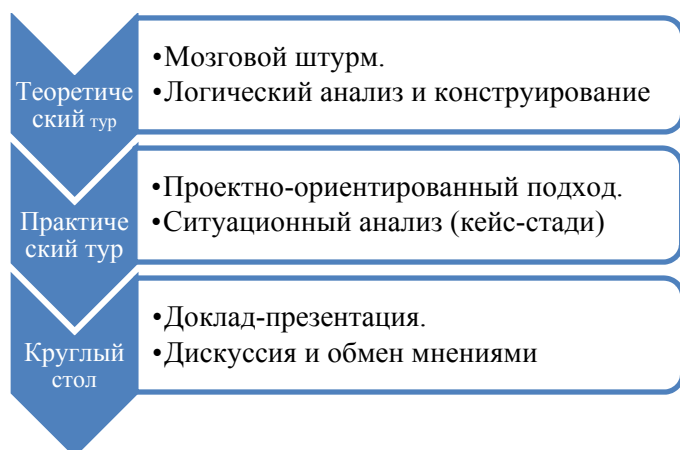 Теоретиче
ский тур
•Мозговой штурм.
•Логический анализ и конструирование
Практиче
ский тур
•Проектно-ориентированный подход.
•Ситуационный анализ (кейс-стади)
Круглый
стол
•Доклад-презентация.
•Дискуссия и обмен мнениями